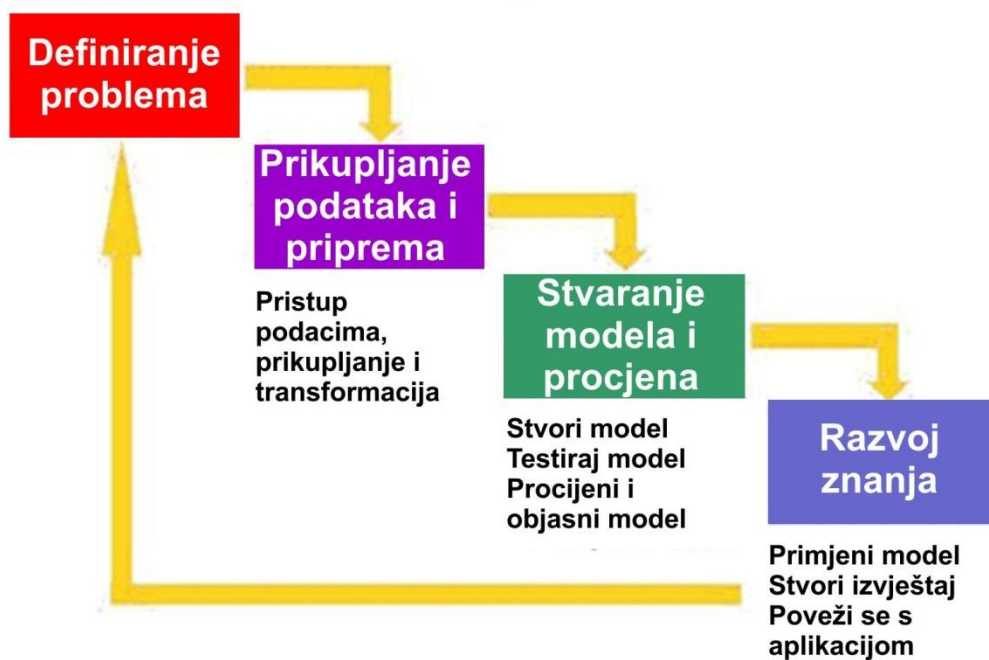 Definiranje
problema
Prikupljanje
podataka i
priprema
Pristup
podacima,
prikupljanje i
transformacija
Stvaranje
modela i
procjena
Stvori model
Testiraj model
Procijeni i
objasni model
Razvoj
znanja
Primjeni model
Stvori izvještaj
Poveži se s
aplikacijom